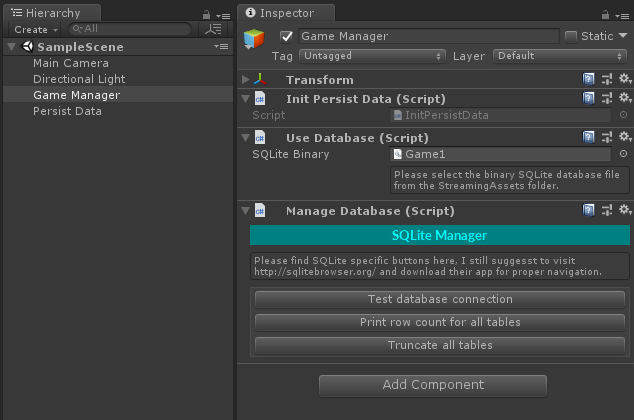 Hierarchy
Create
All
SampleScene
Main Camera
Directional Light
Game Manager
Persist Data
Inspector
Game Manager
Static
Tag Untagged Layer Default
Transform
Init Persist Data (Script)
Script InitPersistData
Use Database (Script)
SQLite Binary Game1
Please select the binary SQLite database file
from the StreamingAssets folder.
Manage Database (Script)
SQLite Manager
Please find SQLite specific buttons here, I still suggesst to visit
http://sqlitebrowser.org/ and download their app for proper navigation.
Test database connection
Print row count for all tables
Truncate all tables
Add Component